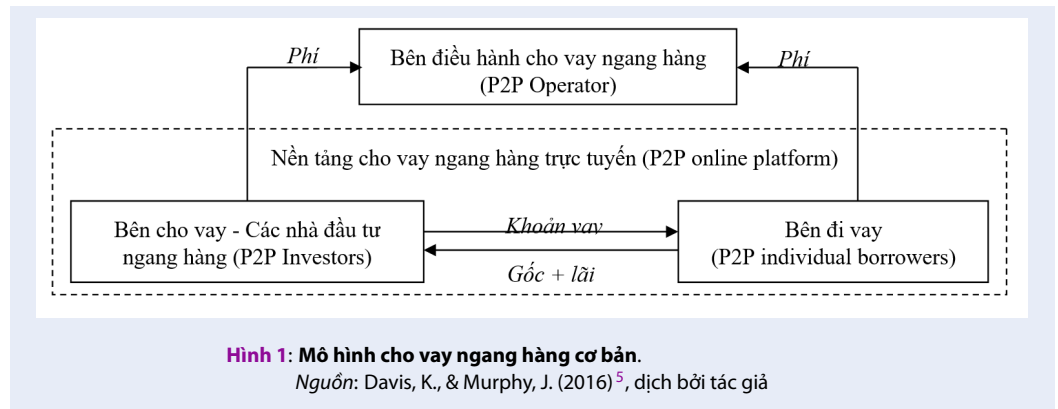 Phí
Bên điều hành cho vay ngang hàng
(P2P Operator)
Phí
Nền tảng cho vay ngang hàng trực tuyến (P2P online platform)
Bên cho vay - Các nhà đầu tư
ngang hàng (P2P Investors)
Khoản vay
Gốc + lãi
Bên đi vay
(P2P individual borrowers)
Hình 1: Mô hình cho vay ngang hàng cơ bản.
Nguồn: Davis, K., & Murphy, J. (2016) 5, dịch bởi tác giả